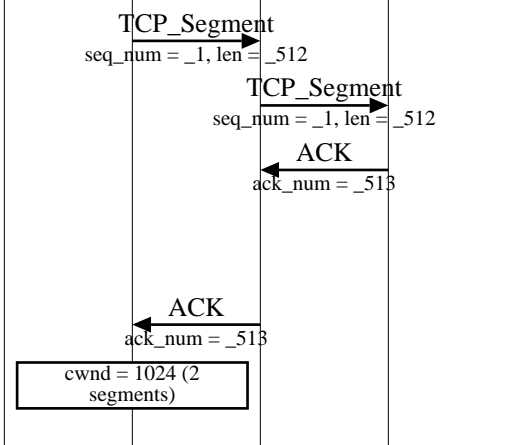 TCP_Segment
seq_num = _1, len = _512
TCP_Segment
seq_num = _1, len = _512
ACK
ack_num = _513
ACK
ack_num = _513
cwnd = 1024 (2
segments)